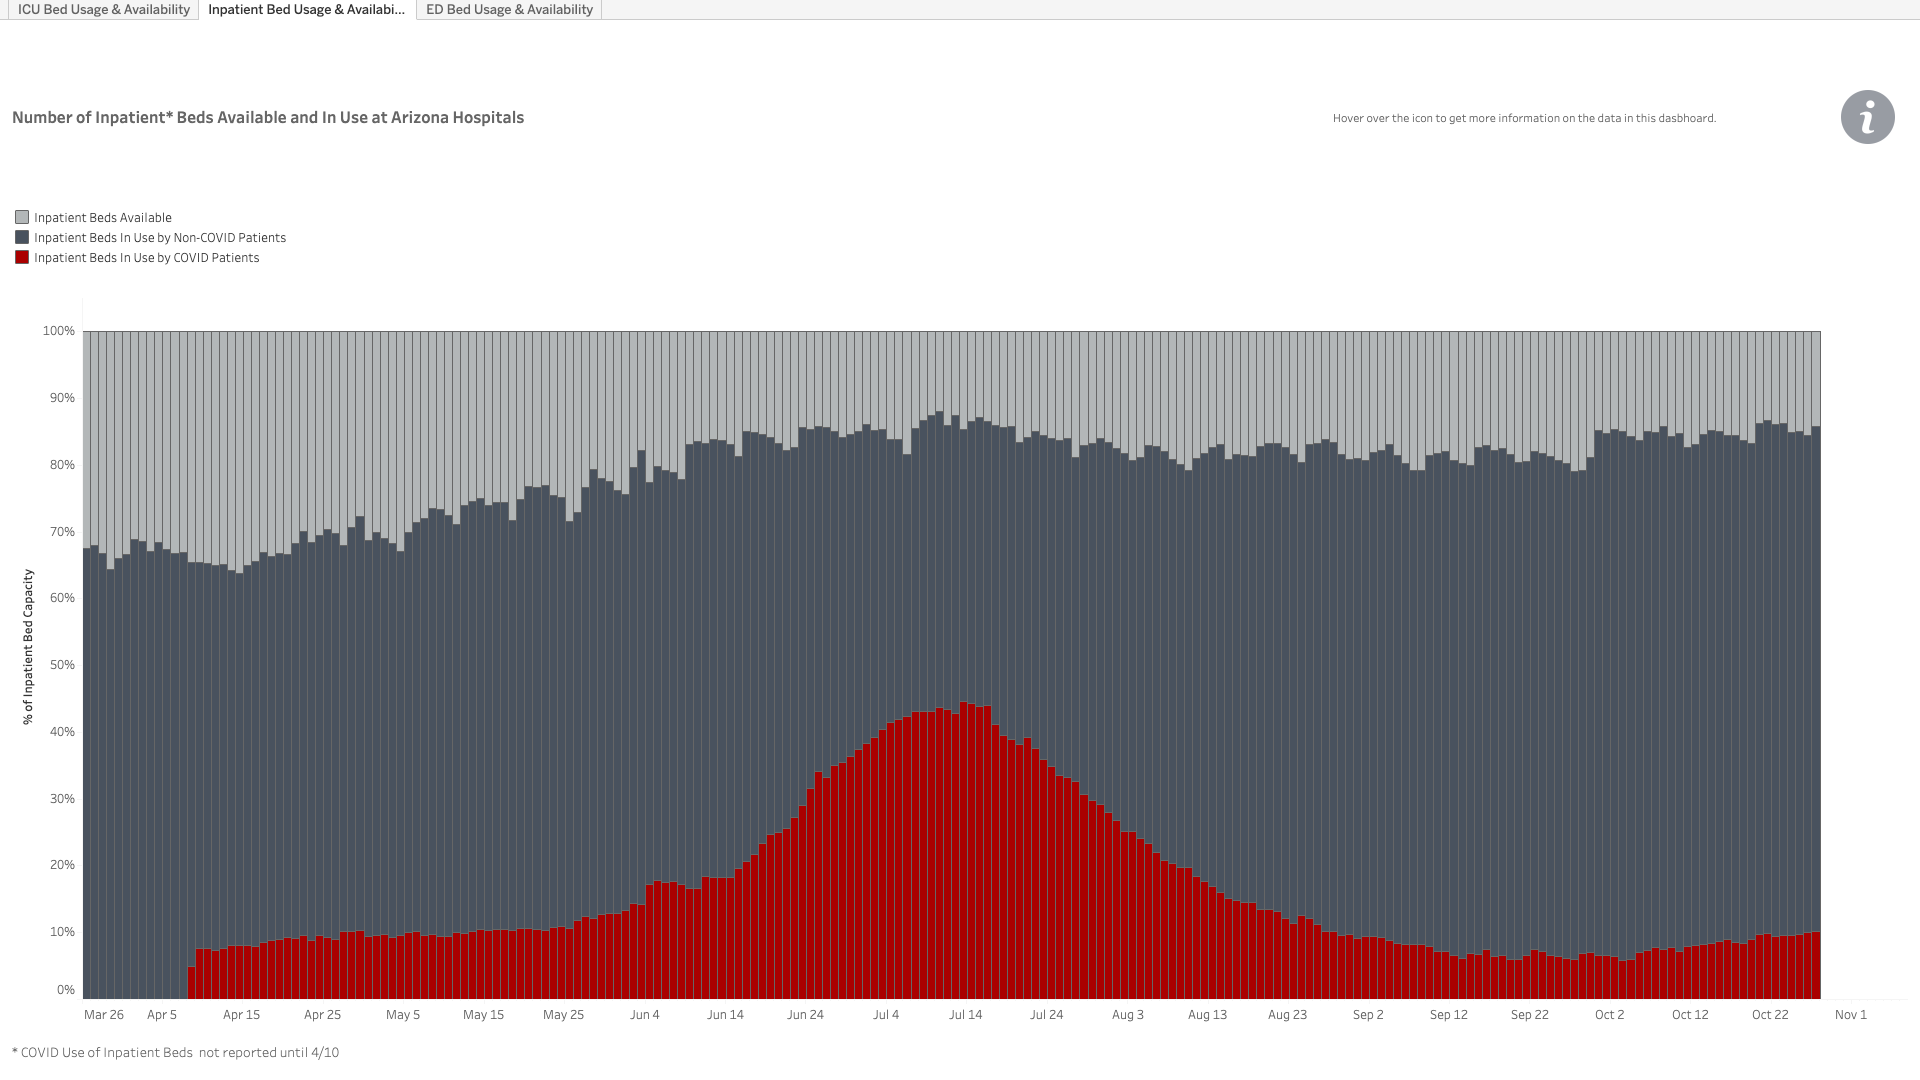 ICU Bed Usage & Availability
Inpatient Bed Usage & Availabi...
ED Bed Usage & Availability
Number of Inpatient* Beds Available and In Use at Arizona Hospitals
Hover over the icon to get more information on the data in this dasbhoard.
i
Inpatient Beds Available
Inpatient Beds In Use by Non-COVID Patients
Inpatient Beds In Use by COVID Patients
% of Inpatient Bed Capacity
100%
90%
80%
70%
60%
50%
40%
30%
20%
10%
0%
Mar 26 Apr 5 Apr 15 Apr 25 May 5 May 15 May 25 Jun 4 Jun 14 Jun 24 Jul 4 Jul 14 Jul 24 Aug 3 Aug 13 Aug 23 Sep 2 Sep 12 Sep 22 Oct 2 Oct 12 Oct 22 Nov 1
* COVID Use of Inpatient Beds not reported until 4/10